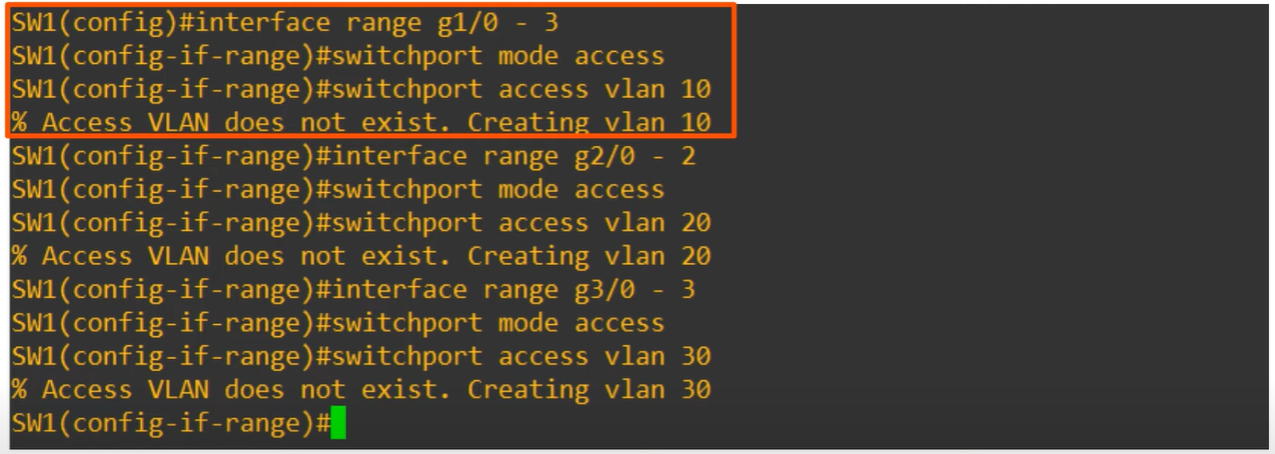 SW1(config)#interface range g1/0 - 3
SW1(config-if-range)#switchport mode access
SW1(config-if-range)#switchport access vlan 10
% Access VLAN does not exist. Creating vlan 10
SW1(config-if-range)#interface range g2/0 - 2
SW1(config-if-range)#switchport mode access
SW1(config-if-range)#switchport access vlan 20
% Access VLAN does not exist. Creating vlan 20
SW1(config-if-range)#interface range g3/0 - 3
SW1(config-if-range)#switchport mode access
SW1(config-if-range)#switchport access vlan 30
% Access VLAN does not exist. Creating vlan 30
SW1(config-if-range)#